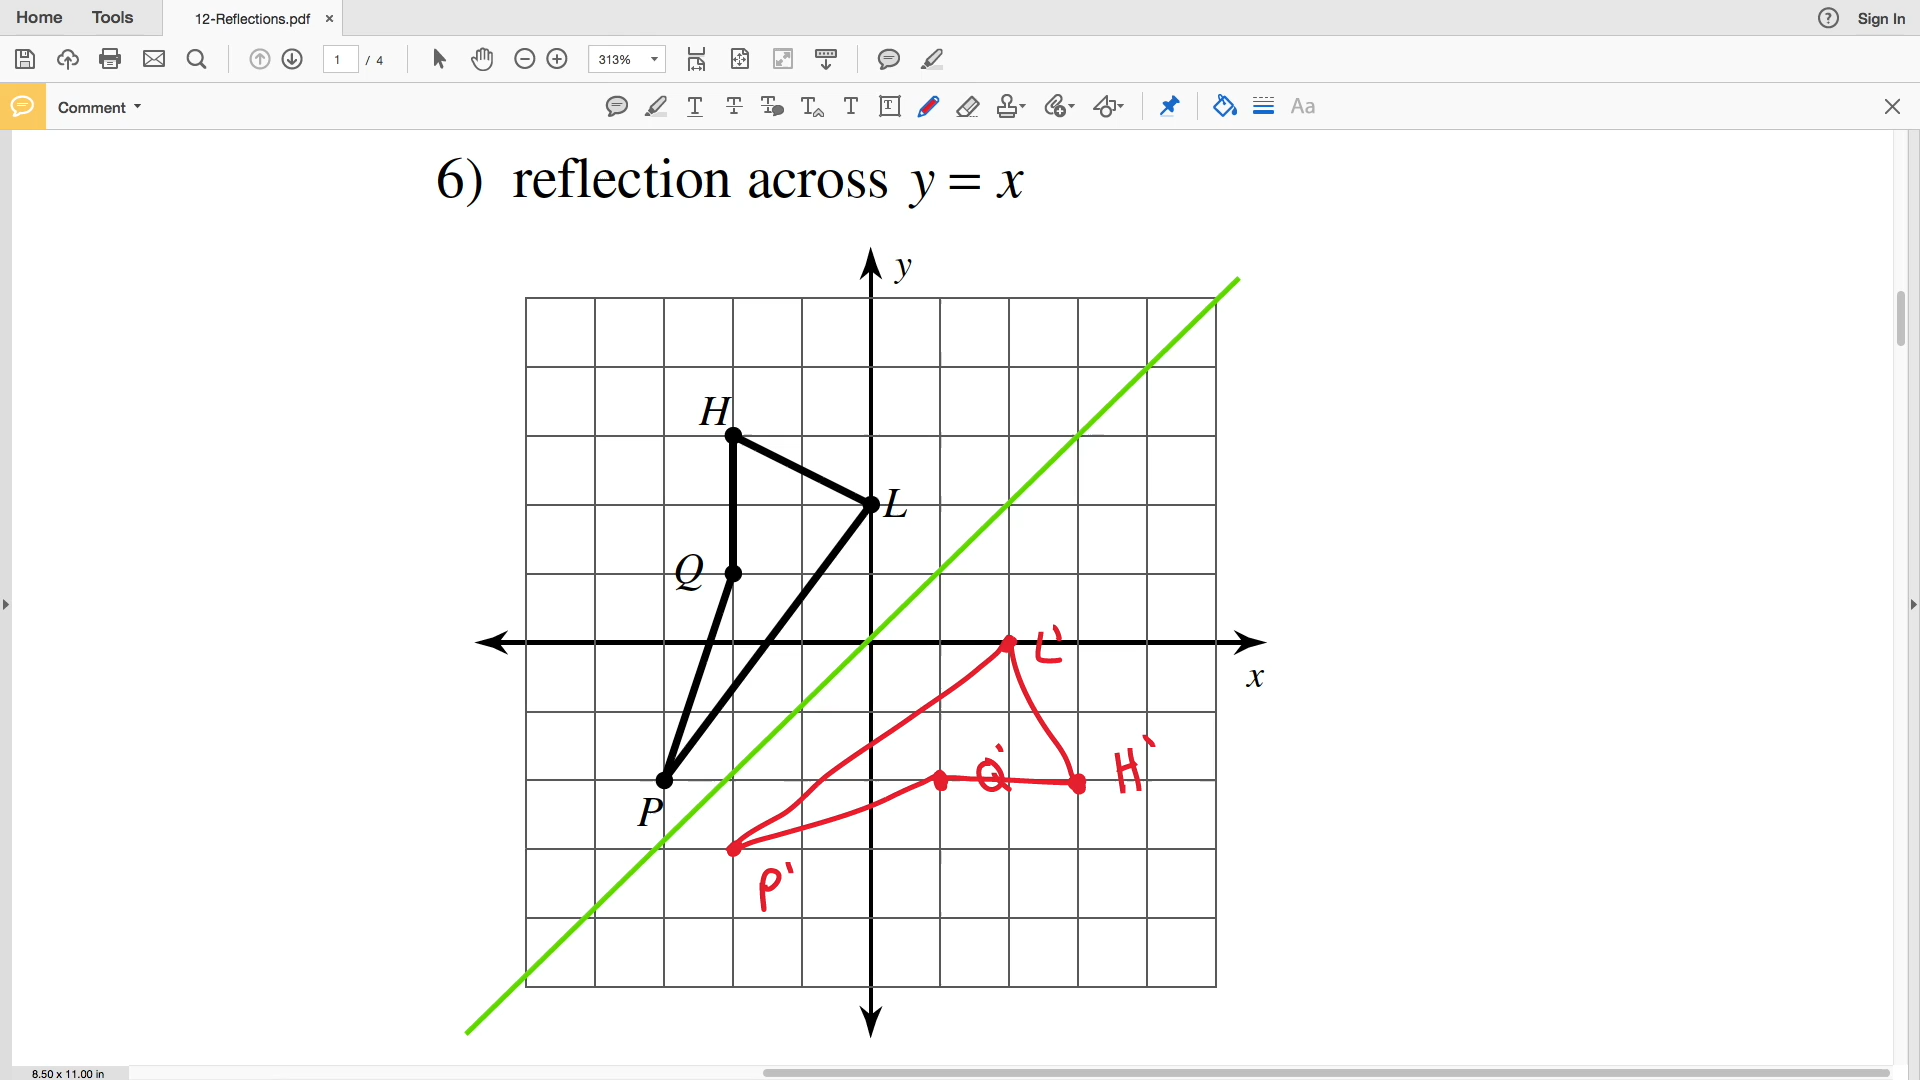 Home Tools 12-Reflections.pdf × ? Sign In
1 / 4 313%
Comment Aa
6) reflection across y = x
y
H
L
Q
L'
x
Q' H'
P
P'
8.50 x 11.00 in